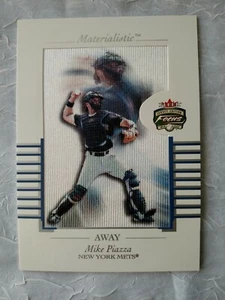 Materialistic™
Focus
AWAY
Mike Piazza
NEW YORK METS®